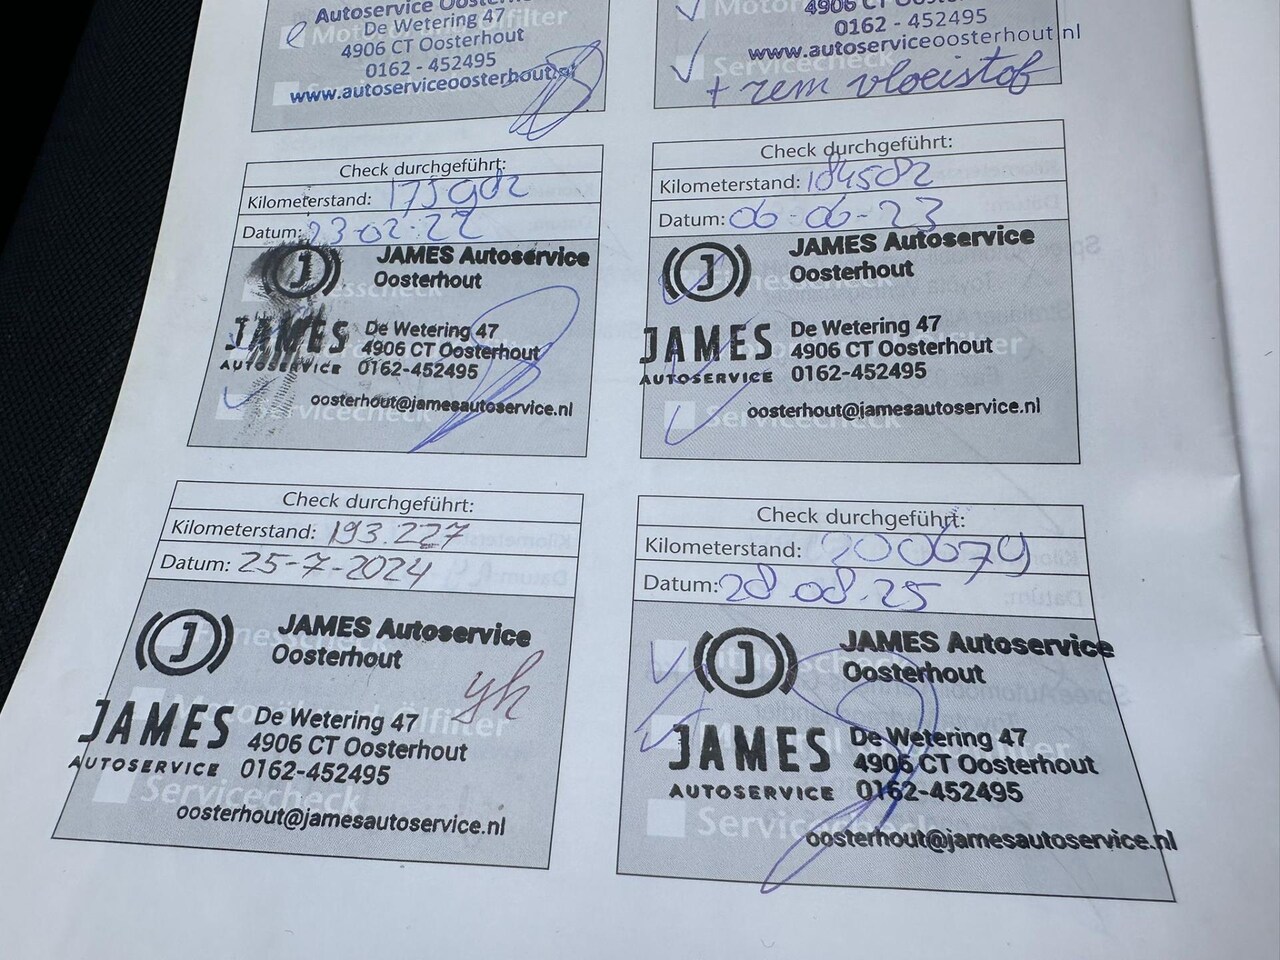 Autoservice
De Wetering 47
4906 CT Oosterhout
0162 - 452495
www.autoserviceoosterhout.nl
4906 CT Oosterhout
0162 - 452495
www.autoserviceoosterhout.nl
Servicecheck
+ rem vloeistof
Check durchgeführt:
Kilometerstand:
Datum: 23-02-22
JAMES Autoservice
Oosterhout
JAMES
AUTOSERVICE
De Wetering 47
4906 CT Oosterhout
0162-452495
Servicecheck
oosterhout@jamesautoservice.nl
Check durchgeführt:
Kilometerstand: 184582
Datum: 06-06-23
JAMES Autoservice
Oosterhout
J
JAMES
AUTOSERVICE
De Wetering 47
4906 CT Oosterhout
0162-452495
Servicecheck
oosterhout@jamesautoservice.nl
Check durchgeführt:
Kilometerstand: 193.227
Datum: 25-7-2024
J
JAMES Autoservice
Oosterhout
JAMES
AUTOSERVICE
De Wetering 47
4906 CT Oosterhout
0162-452495
Servicecheck
oosterhout@jamesautoservice.nl
Check durchgeführt:
Kilometerstand: 200679
Datum: 28 08.25
J
JAMES Autoservice
Oosterhout
JAMES
AUTOSERVICE
De Wetering 47
4906 CT Oosterhout
0162-452495
Servicecheck
oosterhout@jamesautoservice.nl